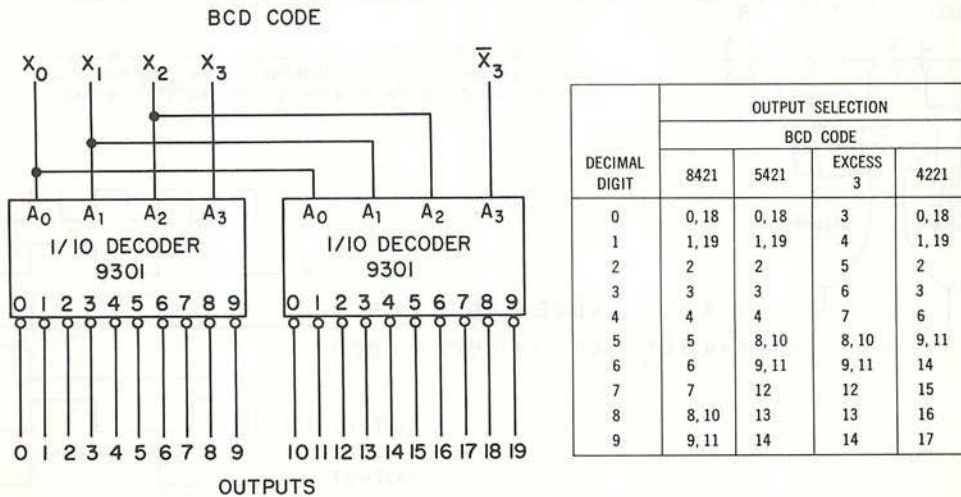 BCD CODE
X0 X1 X2 X3 X̅3
A0 A1 A2 A3 A0 A1 A2 A3
1/10 DECODER 1/10 DECODER
9301 9301
0 1 2 3 4 5 6 7 8 9 0 1 2 3 4 5 6 7 8 9
0 1 2 3 4 5 6 7 8 9 10 11 12 13 14 15 16 17 18 19
OUTPUTS
OUTPUT SELECTION
BCD CODE
DECIMAL DIGIT 8421 5421 EXCESS 3 4221
0 0, 18 0, 18 3 0, 18
1 1, 19 1, 19 4 1, 19
2 2 2 5 2
3 3 3 6 3
4 4 4 7 6
5 5 8, 10 8, 10 9, 11
6 6 9, 11 9, 11 14
7 7 12 12 15
8 8, 10 13 13 16
9 9, 11 14 14 17